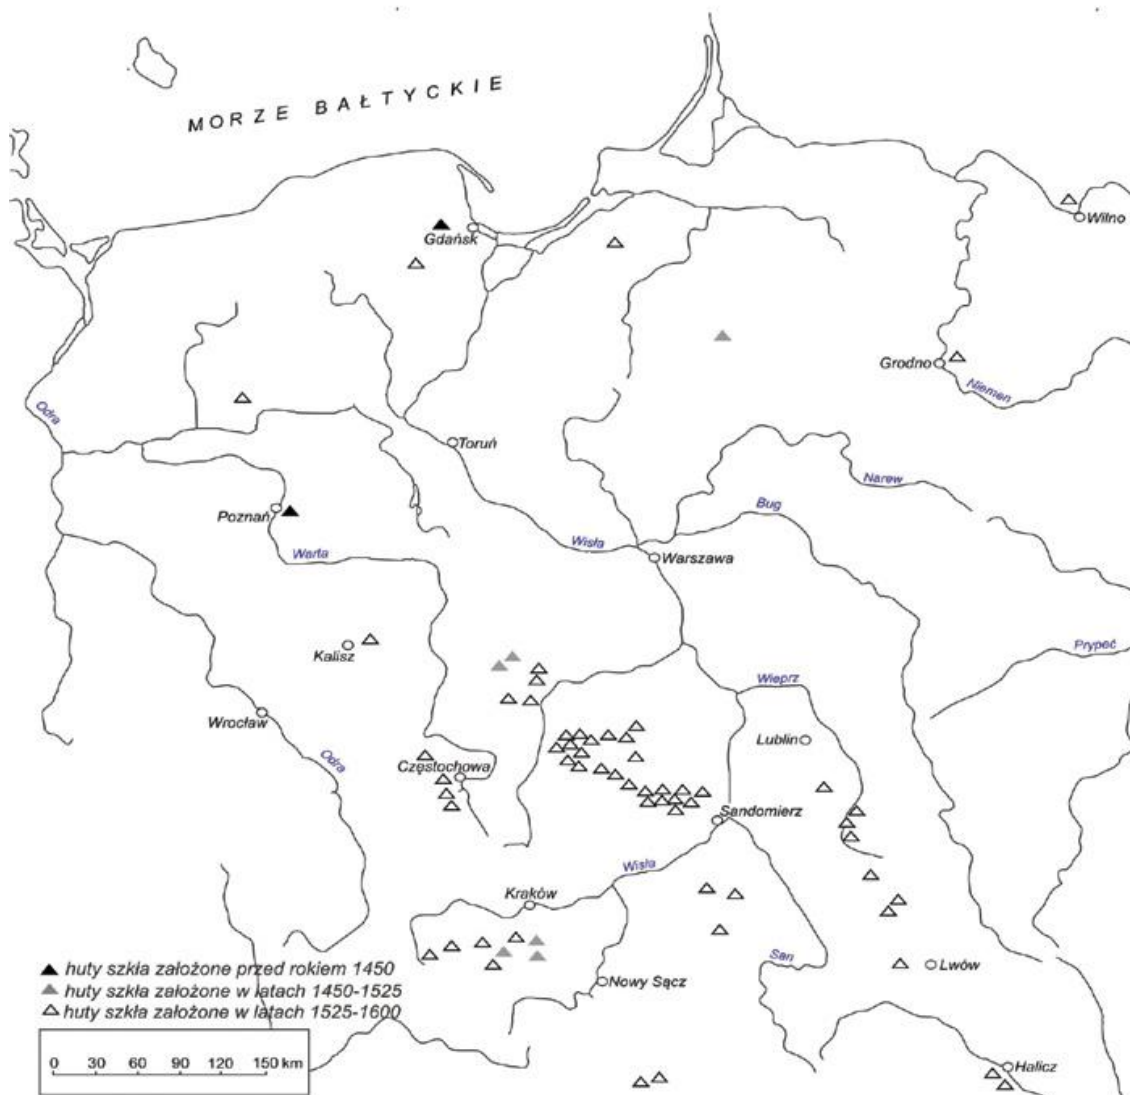 MORZE BAŁTYCKIE
Wilno
Gdańsk
Grodno
Niemen
Odra
Toruń
Narew
Bug
Poznań
Wisła
Warta
Warszawa
Kalisz
Prypeć
Wieprz
Wrocław
Lublin
Odra
Częstochowa
Sandomierz
Wisła
Kraków
San
Lwów
Nowy Sącz
huty szkła założone przed rokiem 1450
huty szkła założone w latach 1450-1525
huty szkła założone w latach 1525-1600
0 30 60 90 120 150 km
Halicz